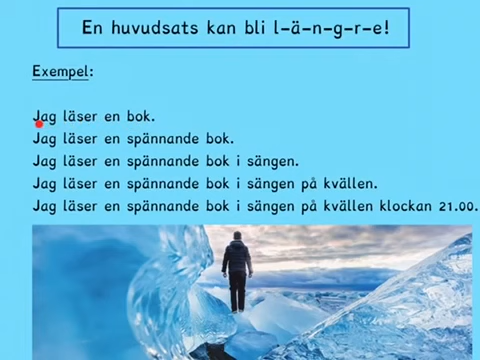 En huvudsats kan bli l-ä-n-g-r-e!
Exempel:
Jag läser en bok.
Jag läser en spännande bok.
Jag läser en spännande bok i sängen.
Jag läser en spännande bok i sängen på kvällen.
Jag läser en spännande bok i sängen på kvällen klockan 21.00.